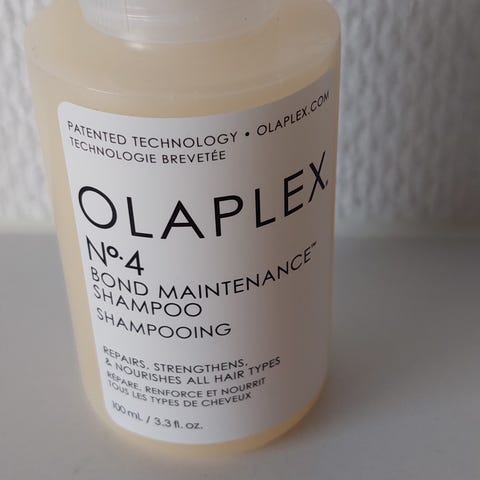 PATENTED TECHNOLOGY • OLAPLEX.COM
TECHNOLOGIE BREVETÉE
OLAPLEX®
Nº.4
BOND MAINTENANCE™
SHAMPOO
SHAMPOOING
REPAIRS, STRENGTHENS,
& NOURISHES ALL HAIR TYPES
RÉPARE, RENFORCE ET NOURRIT
TOUS LES TYPES DE CHEVEUX
100 mL / 3.3 fl. oz.